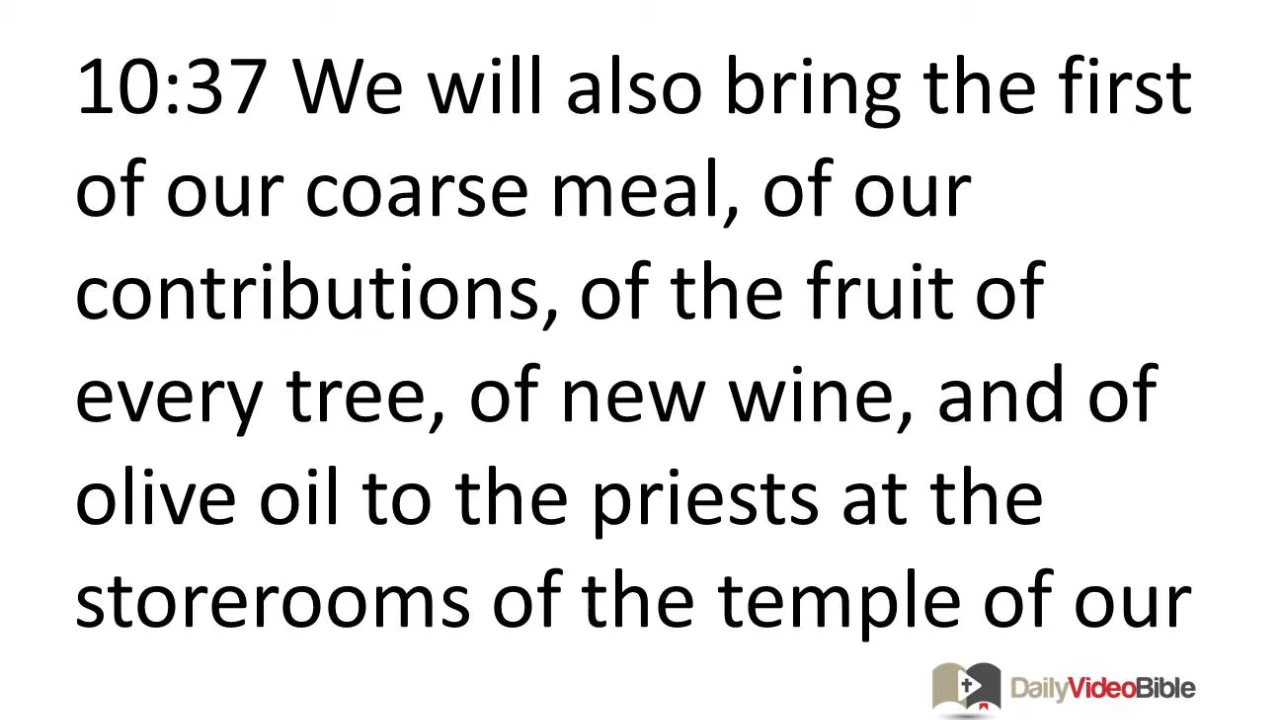 10:37 We will also bring the first
of our coarse meal, of our
contributions, of the fruit of
every tree, of new wine, and of
olive oil to the priests at the
storerooms of the temple of our
DailyVideoBible